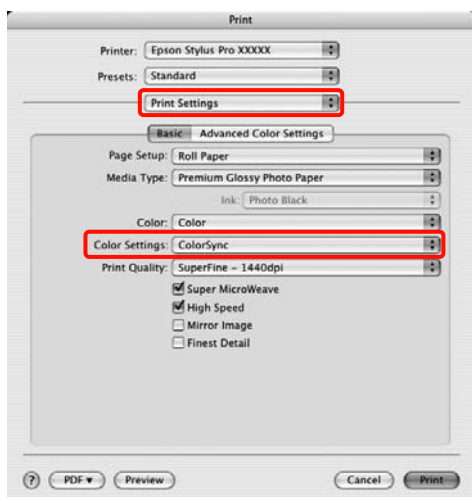 Print
Printer: Epson Stylus Pro XXXXX
Presets: Standard
Print Settings
Basic Advanced Color Settings
Page Setup: Roll Paper
Media Type: Premium Glossy Photo Paper
Ink: Photo Black
Color: Color
Color Settings: ColorSync
Print Quality: SuperFine – 1440dpi
Super MicroWeave
High Speed
Mirror Image
Finest Detail
? PDF Preview Cancel Print